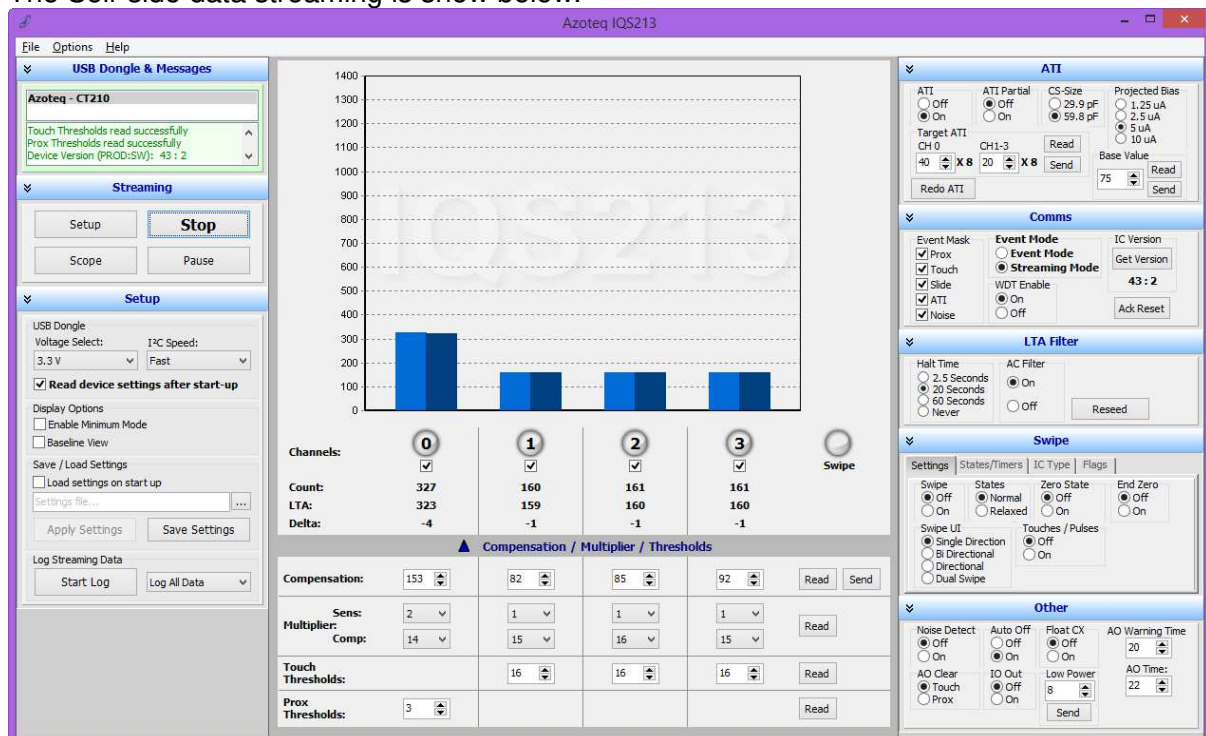 The Self-side data streaming is show below:
Azoteq IQS213
File Options Help
USB Dongle & Messages
Azoteq - CT210
Touch Thresholds read successfully
Prox Thresholds read successfully
Device Version (PROD:SW): 43 : 2
Streaming
Setup Stop
Scope Pause
Setup
USB Dongle
Voltage Select: I²C Speed:
3.3 V Fast
Read device settings after start-up
Display Options
Enable Minimum Mode
Baseline View
Save / Load Settings
Load settings on start up
Settings file... ...
Apply Settings Save Settings
Log Streaming Data
Start Log Log All Data
IQS213
1400
1300
1200
1100
1000
900
800
700
600
500
400
300
200
100
0
Channels: 0 1 2 3 Swipe
Count: 327 160 161 161
LTA: 323 159 160 160
Delta: -4 -1 -1 -1
Compensation / Multiplier / Thresholds
Compensation: 153 82 85 92 Read Send
Multiplier: Sens: 2 1 1 1 Read
Comp: 14 15 16 15
Touch Thresholds: 16 16 16 Read
Prox Thresholds: 3 Read
ATI
ATI ATI Partial CS-Size Projected Bias
Off Off 29.9 pF 1.25 uA
On On 59.8 pF 2.5 uA
5 uA
10 uA
Target ATI
CH 0 CH1-3 Read
40 X 8 20 X 8 Send
Base Value
75 Read
Send
Redo ATI
Comms
Event Mask Event Mode IC Version
Prox Event Mode Get Version
Touch Streaming Mode
Slide WDT Enable 43 : 2
ATI On
Noise Off Ack Reset
LTA Filter
Halt Time AC Filter
2.5 Seconds On
20 Seconds
60 Seconds Off Reseed
Never
Swipe
Settings States/Timers IC Type Flags
Swipe States Zero State End Zero
Off Normal Off Off
On Relaxed On On
Swipe UI Touches / Pulses
Single Direction Off
Bi Directional On
Directional
Dual Swipe
Other
Noise Detect Auto Off Float CX AO Warning Time
Off Off Off 20
On On On
AO Clear IO Out Low Power AO Time:
Touch Off 8 22
Prox On Send